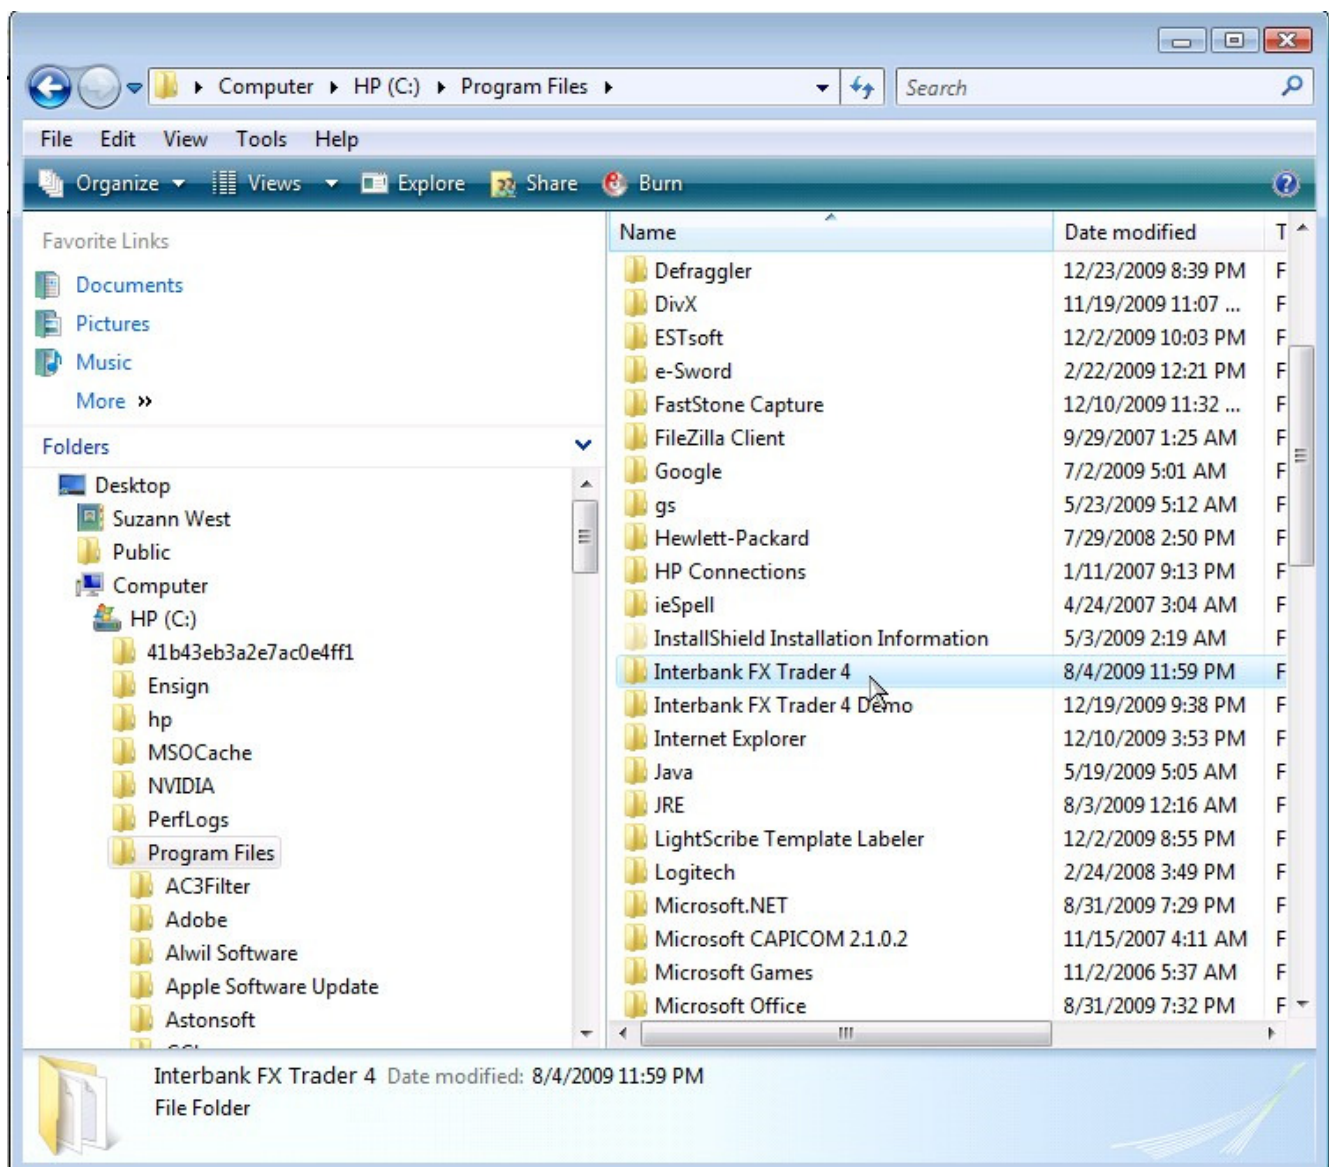 Computer HP (C:) Program Files Search
File Edit View Tools Help
Organize Views Explore Share Burn
Favorite Links
Documents
Pictures
Music
More »
Folders
Desktop
Suzann West
Public
Computer
HP (C:)
41b43eb3a2e7ac0e4ff1
Ensign
hp
MSOCache
NVIDIA
PerfLogs
Program Files
AC3Filter
Adobe
Alwil Software
Apple Software Update
Astonsoft
Name Date modified T
Defraggler 12/23/2009 8:39 PM F
DivX 11/19/2009 11:07 ... F
ESTsoft 12/2/2009 10:03 PM F
e-Sword 2/22/2009 12:21 PM F
FastStone Capture 12/10/2009 11:32 ... F
FileZilla Client 9/29/2007 1:25 AM F
Google 7/2/2009 5:01 AM F
gs 5/23/2009 5:12 AM F
Hewlett-Packard 7/29/2008 2:50 PM F
HP Connections 1/11/2007 9:13 PM F
ieSpell 4/24/2007 3:04 AM F
InstallShield Installation Information 5/3/2009 2:19 AM F
Interbank FX Trader 4 8/4/2009 11:59 PM F
Interbank FX Trader 4 Demo 12/19/2009 9:38 PM F
Internet Explorer 12/10/2009 3:53 PM F
Java 5/19/2009 5:05 AM F
JRE 8/3/2009 12:16 AM F
LightScribe Template Labeler 12/2/2009 8:55 PM F
Logitech 2/24/2008 3:49 PM F
Microsoft.NET 8/31/2009 7:29 PM F
Microsoft CAPICOM 2.1.0.2 11/15/2007 4:11 AM F
Microsoft Games 11/2/2006 5:37 AM F
Microsoft Office 8/31/2009 7:32 PM F
Interbank FX Trader 4 Date modified: 8/4/2009 11:59 PM
File Folder